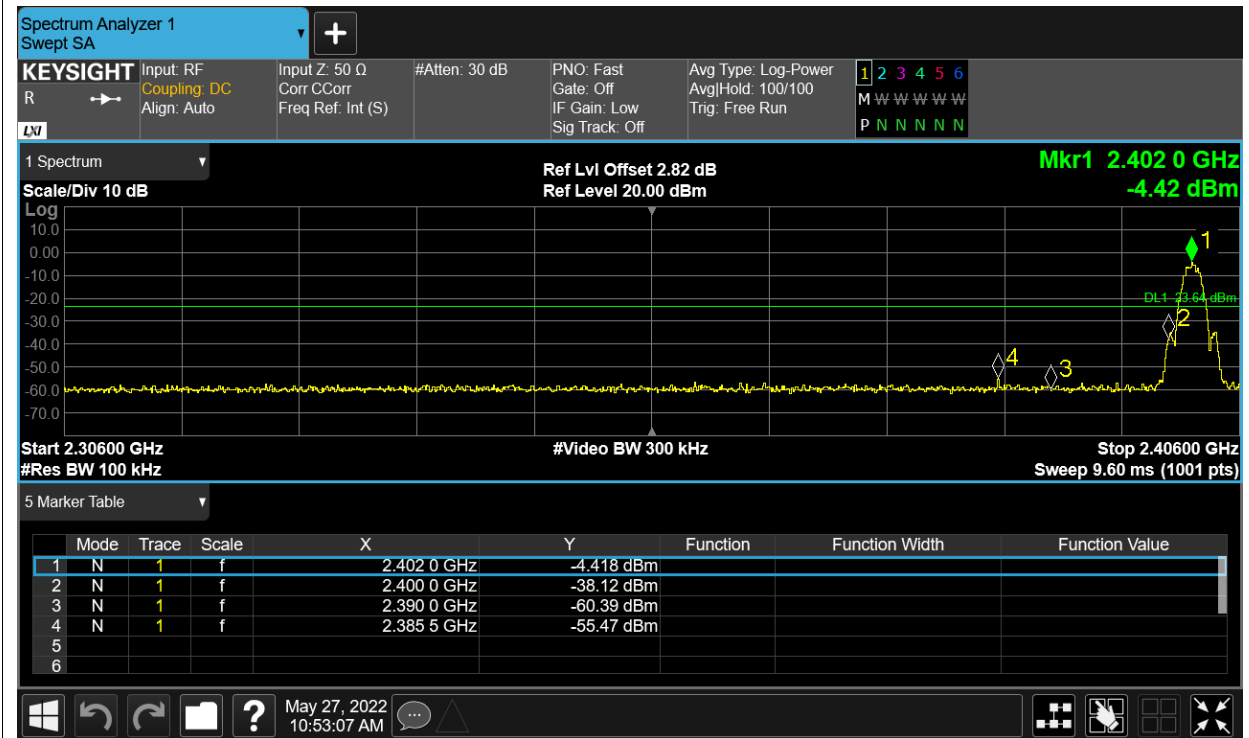 Spectrum Analyzer 1
Swept SA
KEYSIGHT
R
LXI
Input: RF
Coupling: DC
Align: Auto
Input Z: 50 Ω
Corr CCorr
Freq Ref: Int (S)
#Atten: 30 dB
PNO: Fast
Gate: Off
IF Gain: Low
Sig Track: Off
Avg Type: Log-Power
Avg|Hold: 100/100
Trig: Free Run
1 2 3 4 5 6
M W W W W W
P N N N N N
1 Spectrum
Scale/Div 10 dB
Ref Lvl Offset 2.82 dB
Ref Level 20.00 dBm
Mkr1 2.402 0 GHz
-4.42 dBm
Log
10.0
0.00
-10.0
-20.0
-30.0
-40.0
-50.0
-60.0
-70.0
1
DL1 -23.64 dBm
2
4
3
Start 2.30600 GHz
#Res BW 100 kHz
#Video BW 300 kHz
Stop 2.40600 GHz
Sweep 9.60 ms (1001 pts)
5 Marker Table
Mode Trace Scale X Y Function Function Width Function Value
1 N 1 f 2.402 0 GHz -4.418 dBm
2 N 1 f 2.400 0 GHz -38.12 dBm
3 N 1 f 2.390 0 GHz -60.39 dBm
4 N 1 f 2.385 5 GHz -55.47 dBm
5
6
?
May 27, 2022
10:53:07 AM